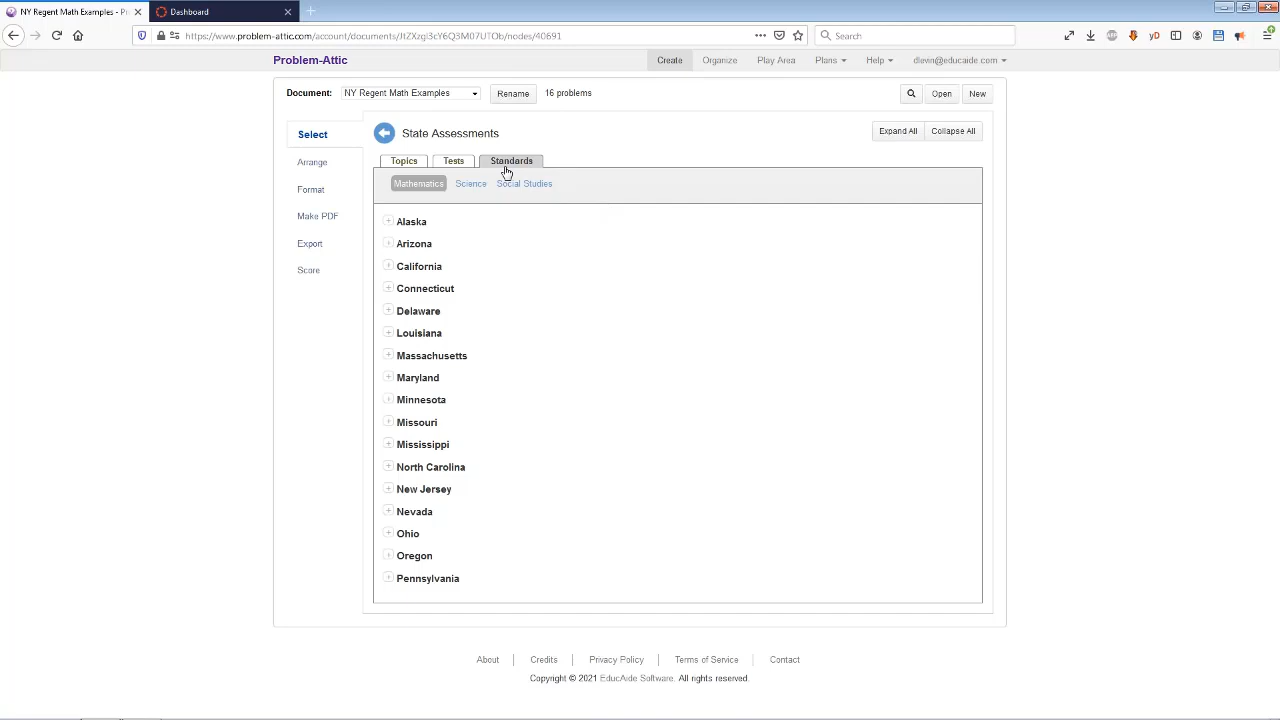 NY Regent Math Examples - Pr
Dashboard
https://www.problem-attic.com/account/documents/JtZXzgi3cY6Q3M07UTOb/nodes/40691
Search
Problem-Attic
Create
Organize
Play Area
Plans
Help
dlevin@educaide.com
Document:
NY Regent Math Examples
Rename
16 problems
Open
New
Select
State Assessments
Expand All
Collapse All
Arrange
Topics
Tests
Standards
Format
Mathematics
Science
Social Studies
Make PDF
Export
Score
Alaska
Arizona
California
Connecticut
Delaware
Louisiana
Massachusetts
Maryland
Minnesota
Missouri
Mississippi
North Carolina
New Jersey
Nevada
Ohio
Oregon
Pennsylvania
About
Credits
Privacy Policy
Terms of Service
Contact
Copyright © 2021 EducAide Software. All rights reserved.